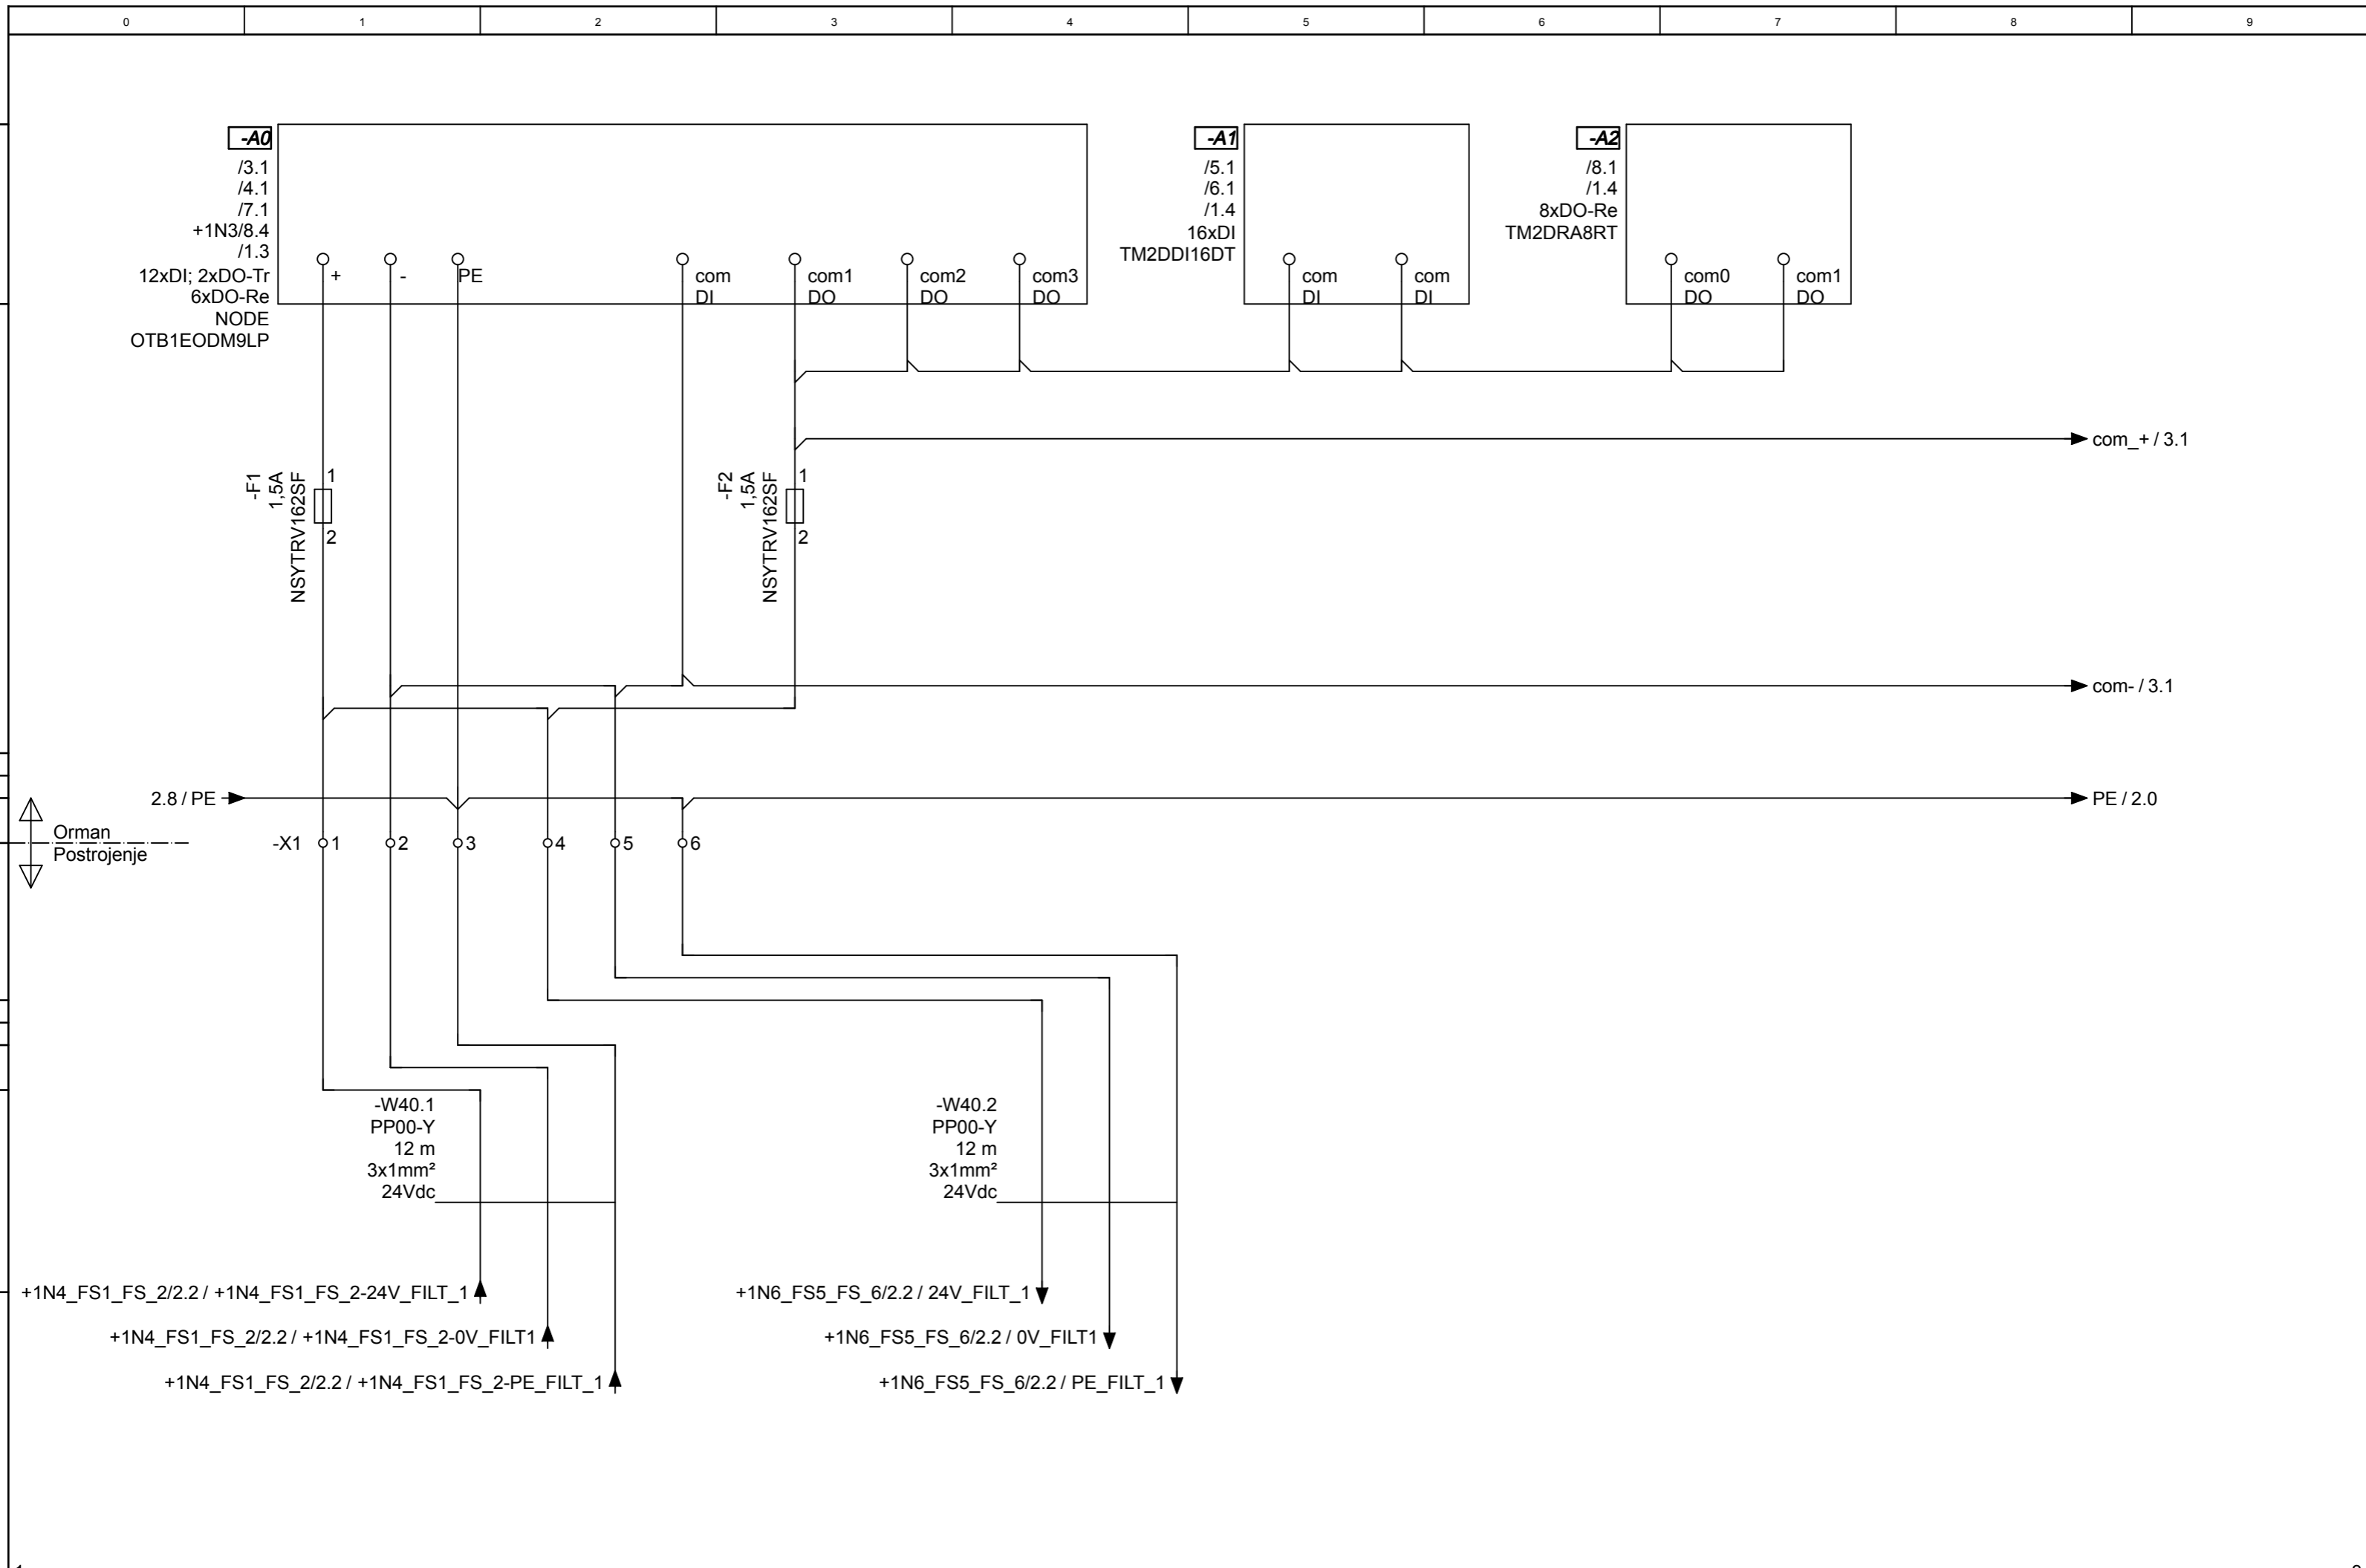 0 1 2 3 4 5 6 7 8 9
-A0
/3.1
/4.1
/7.1
+1N3/8.4
/1.3
12xDI; 2xDO-Tr
6xDO-Re
NODE
OTB1EODM9LP
+
-
PE
com
DI
com1
DO
com2
DO
com3
DO
-A1
/5.1
/6.1
/1.4
16xDI
TM2DDI16DT
com
DI
com
DI
-A2
/8.1
/1.4
8xDO-Re
TM2DRA8RT
com0
DO
com1
DO
com_+ / 3.1
-F1
1,5A
NSYTRV162SF
1
2
-F2
1,5A
NSYTRV162SF
1
2
com- / 3.1
2.8 / PE
PE / 2.0
Orman
Postrojenje
-X1 1 2 3 4 5 6
-W40.1
PP00-Y
12 m
3x1mm²
24Vdc
-W40.2
PP00-Y
12 m
3x1mm²
24Vdc
+1N4_FS1_FS_2/2.2 / +1N4_FS1_FS_2-24V_FILT_1
+1N4_FS1_FS_2/2.2 / +1N4_FS1_FS_2-0V_FILT1
+1N4_FS1_FS_2/2.2 / +1N4_FS1_FS_2-PE_FILT_1
+1N6_FS5_FS_6/2.2 / 24V_FILT_1
+1N6_FS5_FS_6/2.2 / 0V_FILT1
+1N6_FS5_FS_6/2.2 / PE_FILT_1